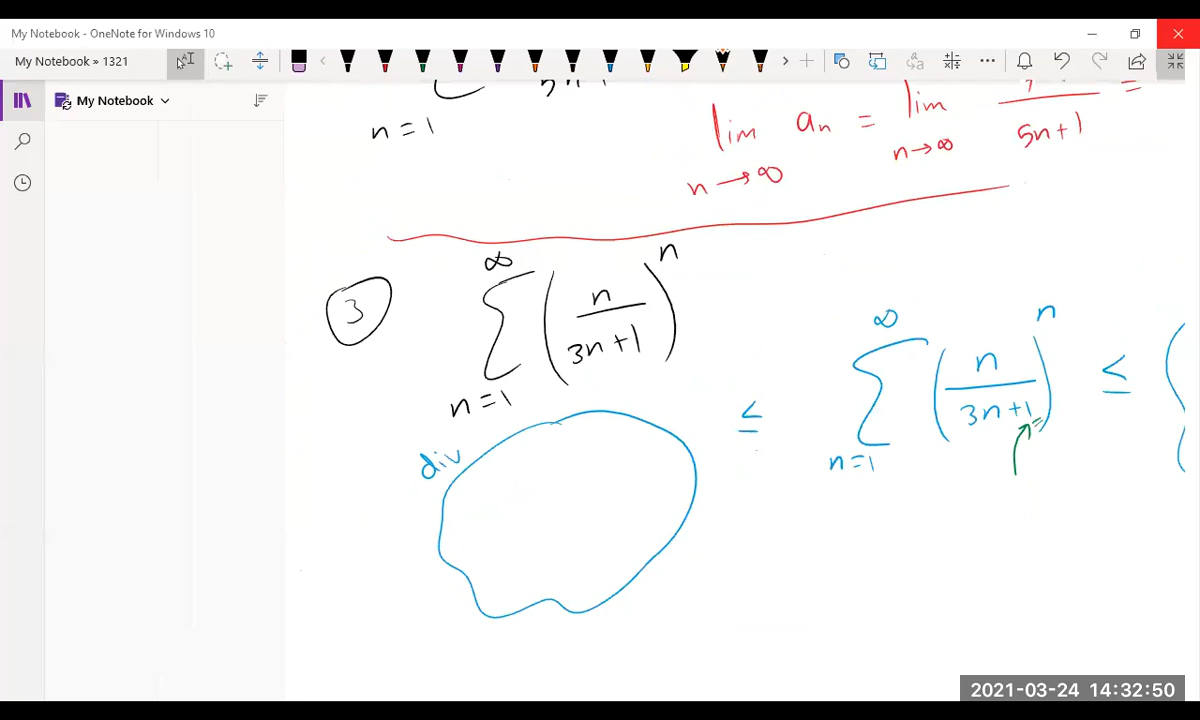 My Notebook - OneNote for Windows 10
My Notebook » 1321
My Notebook
n = 1
lim aₙ = lim
n → ∞ n → ∞
5n+1 =
3
∞
∑ (n / (3n+1))ⁿ
n = 1
div
≤
∞
∑ (n / (3n+1))ⁿ ≤ (
n = 1
2021-03-24 14:32:50